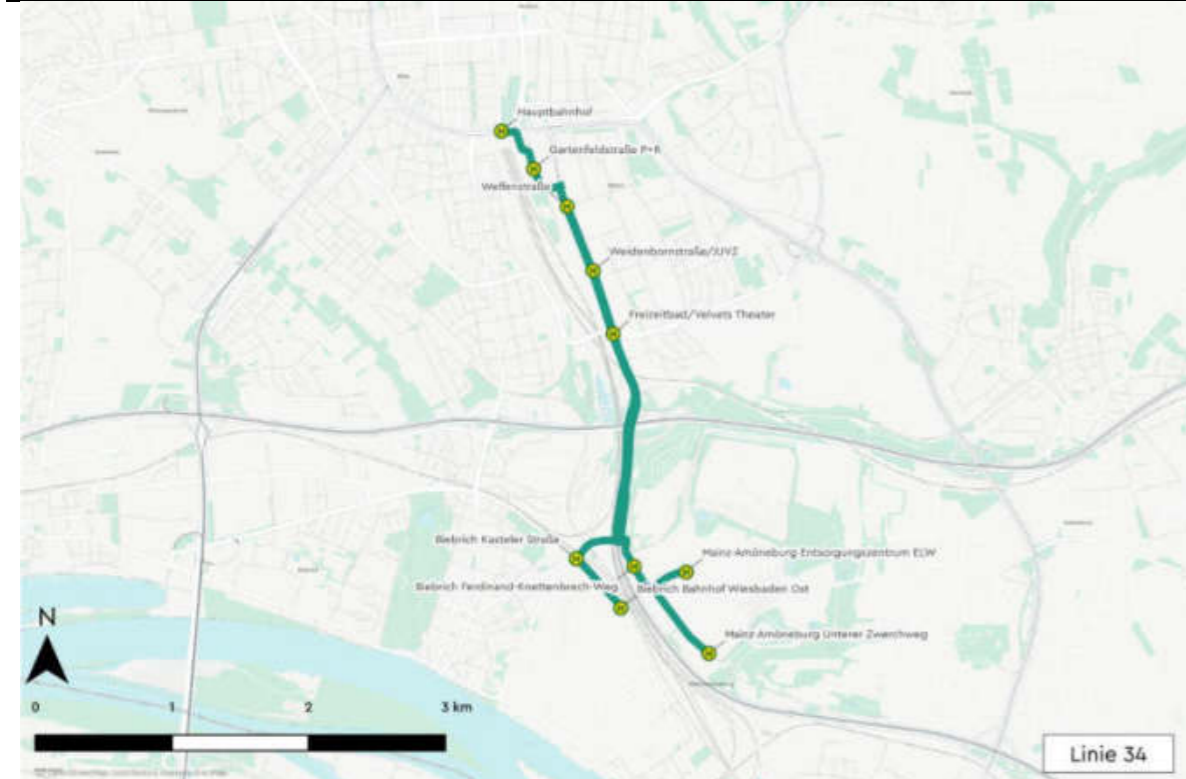 Hauptbahnhof
Gartenfeldstraße P+R
Welfenstraße
Weidenbornstraße/JUVZ
Freizeitbad/Velvets Theater
Biebrich Kasteler Straße
Mainz Amöneburg Entsorgungszentrum ELW
Biebrich Ferdinand-Knettenbrech-Weg
Biebrich Bahnhof Wiesbaden Ost
Mainz Amöneburg Unterer Zwerchweg
N
0 1 2 3 km
Linie 34